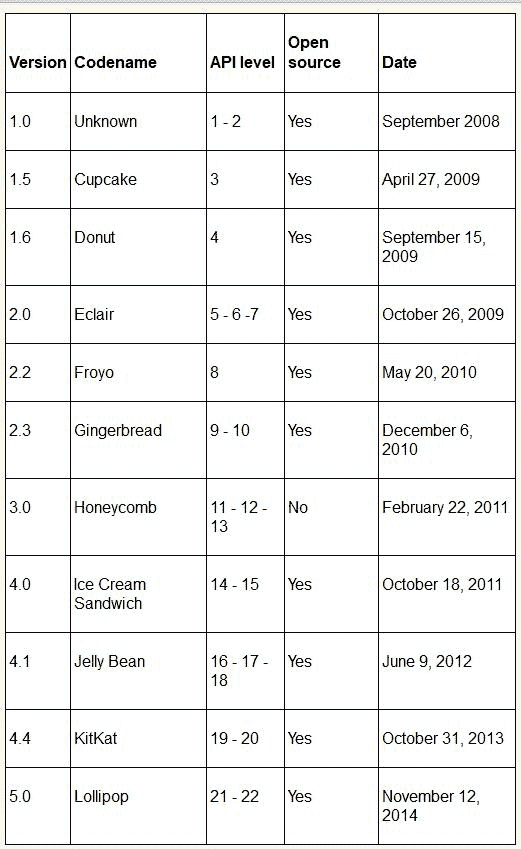 Version Codename API level Open source Date
1.0 Unknown 1 - 2 Yes September 2008
1.5 Cupcake 3 Yes April 27, 2009
1.6 Donut 4 Yes September 15, 2009
2.0 Eclair 5 - 6 -7 Yes October 26, 2009
2.2 Froyo 8 Yes May 20, 2010
2.3 Gingerbread 9 - 10 Yes December 6, 2010
3.0 Honeycomb 11 - 12 - 13 No February 22, 2011
4.0 Ice Cream Sandwich 14 - 15 Yes October 18, 2011
4.1 Jelly Bean 16 - 17 - 18 Yes June 9, 2012
4.4 KitKat 19 - 20 Yes October 31, 2013
5.0 Lollipop 21 - 22 Yes November 12, 2014